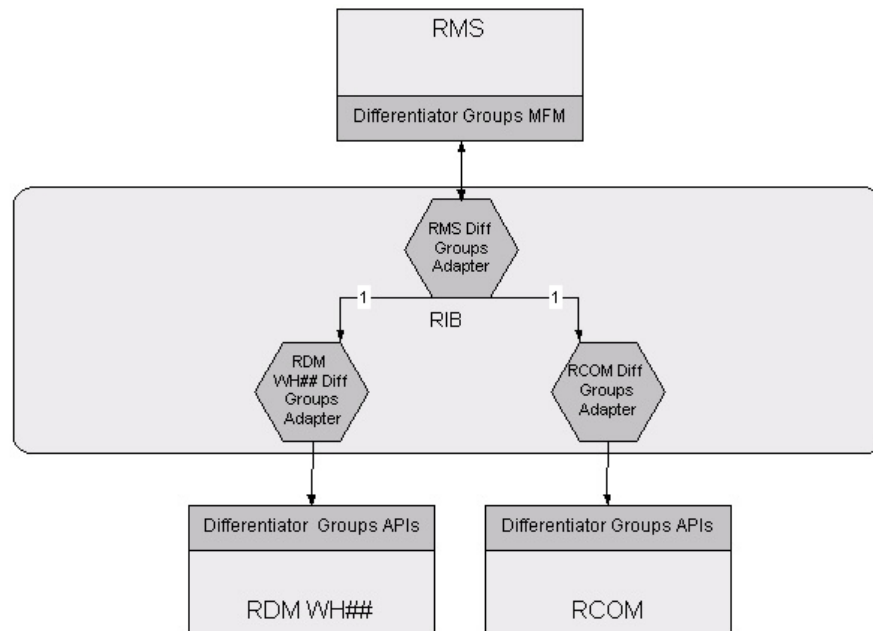 RMS
Differentiator Groups MFM
RMS Diff
Groups
Adapter
1
1
RIB
RDM
WH## Diff
Groups
Adapter
RCOM Diff
Groups
Adapter
Differentiator Groups APIs
Differentiator Groups APIs
RDM WH##
RCOM